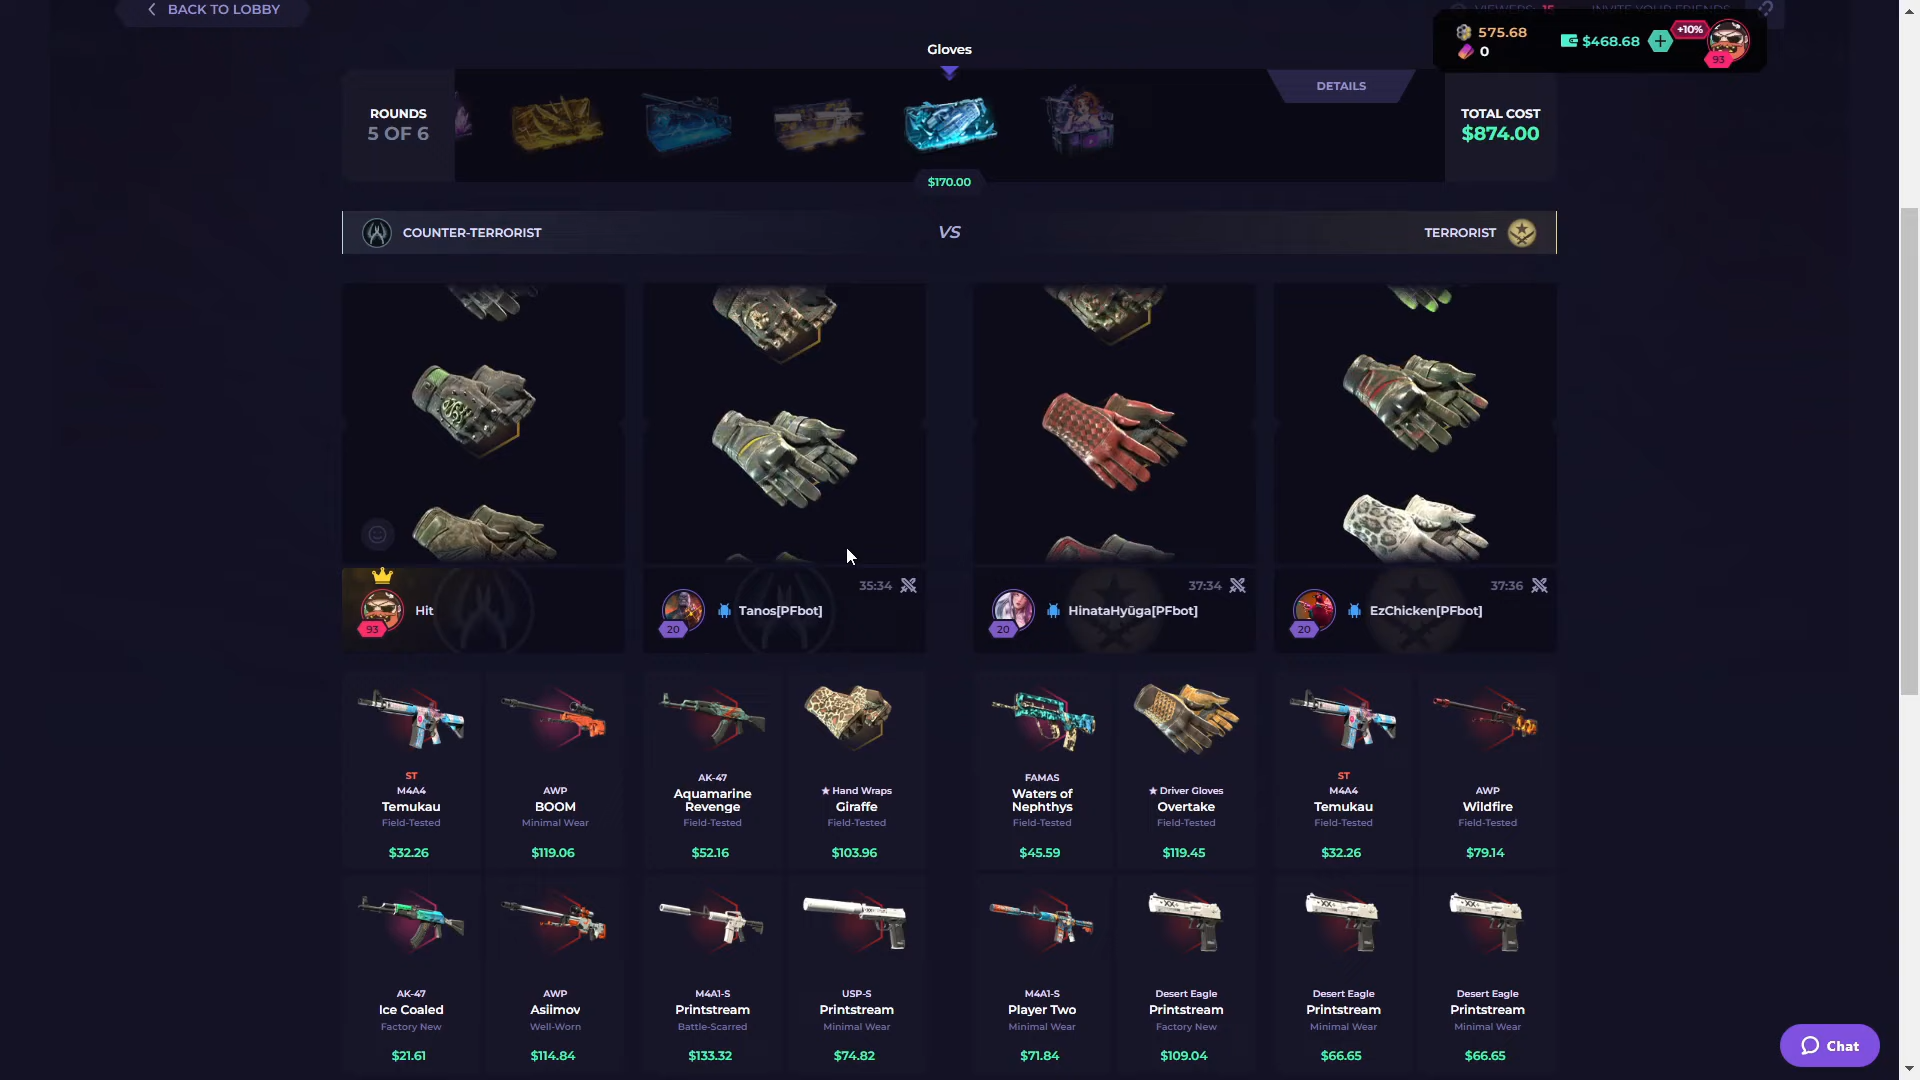 BACK TO LOBBY
VIEWERS: 15
INVITE YOUR FRIENDS
575.68
0
$468.68
+10%
93
Gloves
DETAILS
ROUNDS
5 OF 6
TOTAL COST
$874.00
$170.00
COUNTER-TERRORIST
VS
TERRORIST
93
Hit
35:34
20
Tanos[PFbot]
37:34
20
HinataHyūga[PFbot]
37:36
20
EzChicken[PFbot]
ST
M4A4
Temukau
Field-Tested
$32.26
AWP
BOOM
Minimal Wear
$119.06
AK-47
Aquamarine
Revenge
Field-Tested
$52.16
★ Hand Wraps
Giraffe
Field-Tested
$103.96
FAMAS
Waters of
Nephthys
Field-Tested
$45.59
★ Driver Gloves
Overtake
Field-Tested
$119.45
ST
M4A4
Temukau
Field-Tested
$32.26
AWP
Wildfire
Field-Tested
$79.14
AK-47
Ice Coaled
Factory New
$21.61
AWP
Asiimov
Well-Worn
$114.84
M4A1-S
Printstream
Battle-Scarred
$133.32
USP-S
Printstream
Minimal Wear
$74.82
M4A1-S
Player Two
Minimal Wear
$71.84
Desert Eagle
Printstream
Factory New
$109.04
Desert Eagle
Printstream
Minimal Wear
$66.65
Desert Eagle
Printstream
Minimal Wear
$66.65
Chat